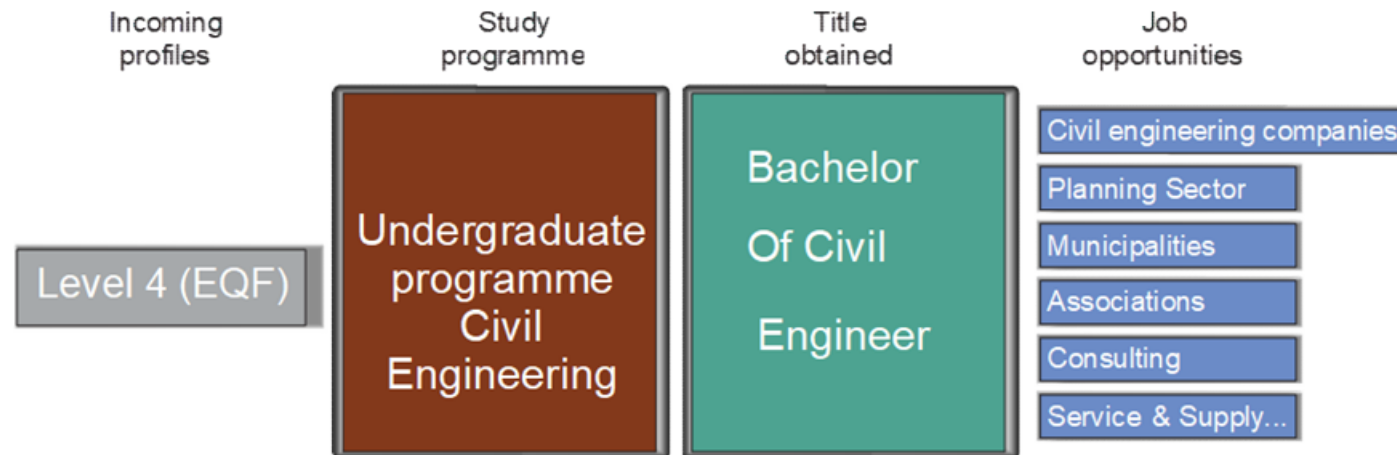 Incoming
profiles
Study
programme
Title
obtained
Job
opportunities
Level 4 (EQF)
Undergraduate
programme
Civil
Engineering
Bachelor
Of Civil
Engineer
Civil engineering companies
Planning Sector
Municipalities
Associations
Consulting
Service & Supply...